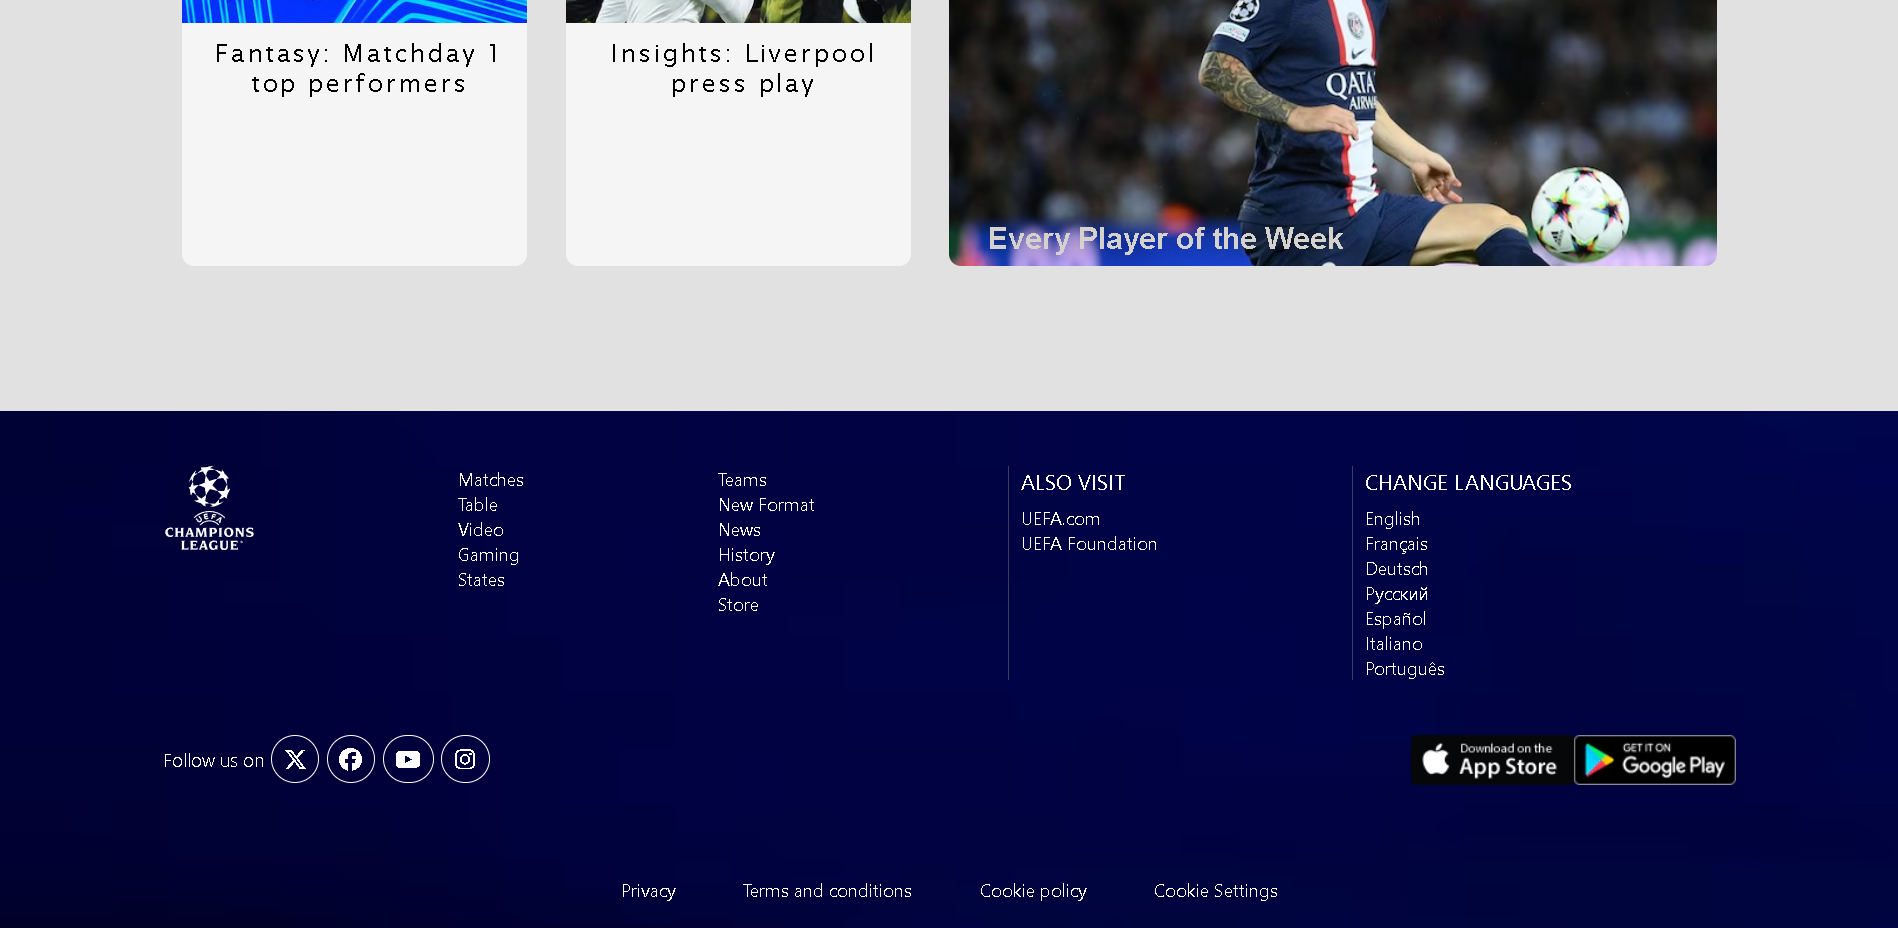 Fantasy: Matchday 1
top performers
Insights: Liverpool
press play
QATA
AIRWA
Every Player of the Week
UEFA
CHAMPIONS
LEAGUE
Matches
Table
Video
Gaming
States
Teams
New Format
News
History
About
Store
ALSO VISIT
UEFA.com
UEFA Foundation
CHANGE LANGUAGES
English
Français
Deutsch
Русский
Español
Italiano
Português
Follow us on
Download on the
App Store
GET IT ON
Google Play
Privacy
Terms and conditions
Cookie policy
Cookie Settings